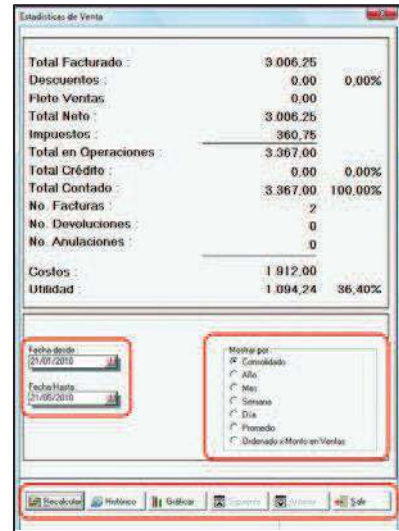 Estadísticas de Venta
Total Facturado : 3.006,25
Descuentos : 0,00 0,00%
Flete Ventas 0,00
Total Neto : 3.006,25
Impuestos : 360,75
Total en Operaciones : 3.367,00
Total Crédito : 0,00 0,00%
Total Contado : 3.367,00 100,00%
No. Facturas : 2
No. Devoluciones : 0
No. Anulaciones : 0
Costos : 1.912,00
Utilidad : 1.094,24 36,40%
Fecha desde :
21/01/2010
Fecha Hasta :
21/05/2010
Mostrar por:
Consolidado
Año
Mes
Semana
Día
Promedio
Ordenado x Monto en Ventas
Recalcular Histórico Gráficar Siguiente Anterior Salir